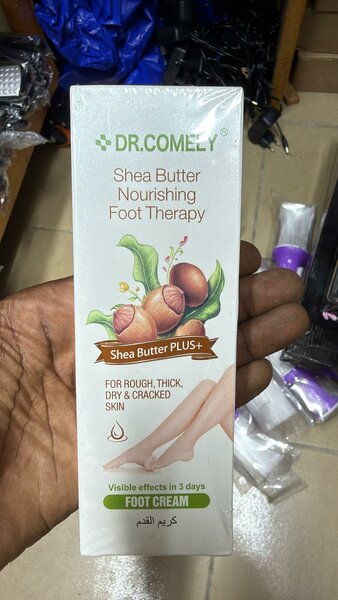 DR.COMELY®
Shea Butter
Nourishing
Foot Therapy
Shea Butter PLUS+
FOR ROUGH, THICK,
DRY & CRACKED
SKIN
Visible effects in 3 days
FOOT CREAM
كريم القدم